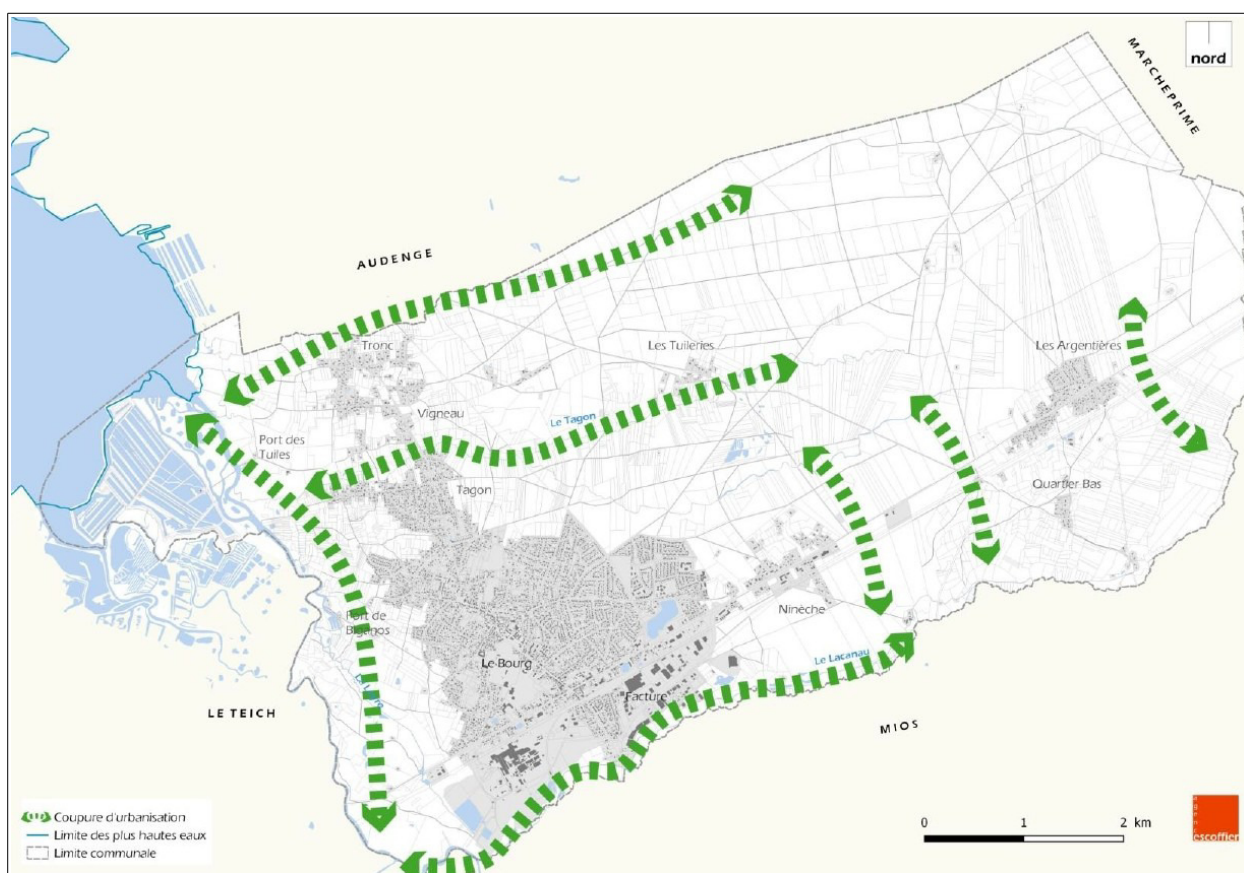 nord
MARCHEPRIME
AUDENGE
Tronc
Les Tuileries
Les Argentières
Vigneau
Le Tagon
Port des
Tuiles
Tagon
Quartier Bas
Port de
Biganos
Ninèche
Le Bourg
Le Lacanau
Facture
LE TEICH
MIOS
Coupure d'urbanisation
Limite des plus hautes eaux
Limite communale
0 1 2 km
escoffier